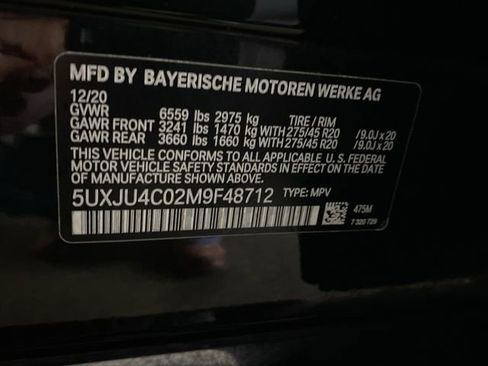 MFD BY BAYERISCHE MOTOREN WERKE AG
12/20
GVWR 6559 lbs 2975 kg TIRE / RIM
GAWR FRONT 3241 lbs 1470 kg WITH 275/45 R20 /9.0J x 20
GAWR REAR 3660 lbs 1660 kg WITH 275/45 R20 /9.0J x 20
THIS VEHICLE CONFORMS TO ALL APPLICABLE U.S. FEDERAL
MOTOR VEHICLE SAFETY STANDARDS IN EFFECT ON THE DATE
OF MANUFACTURE SHOWN ABOVE.
5UXJU4C02M9F48712 TYPE: MPV
475M
7 320 729